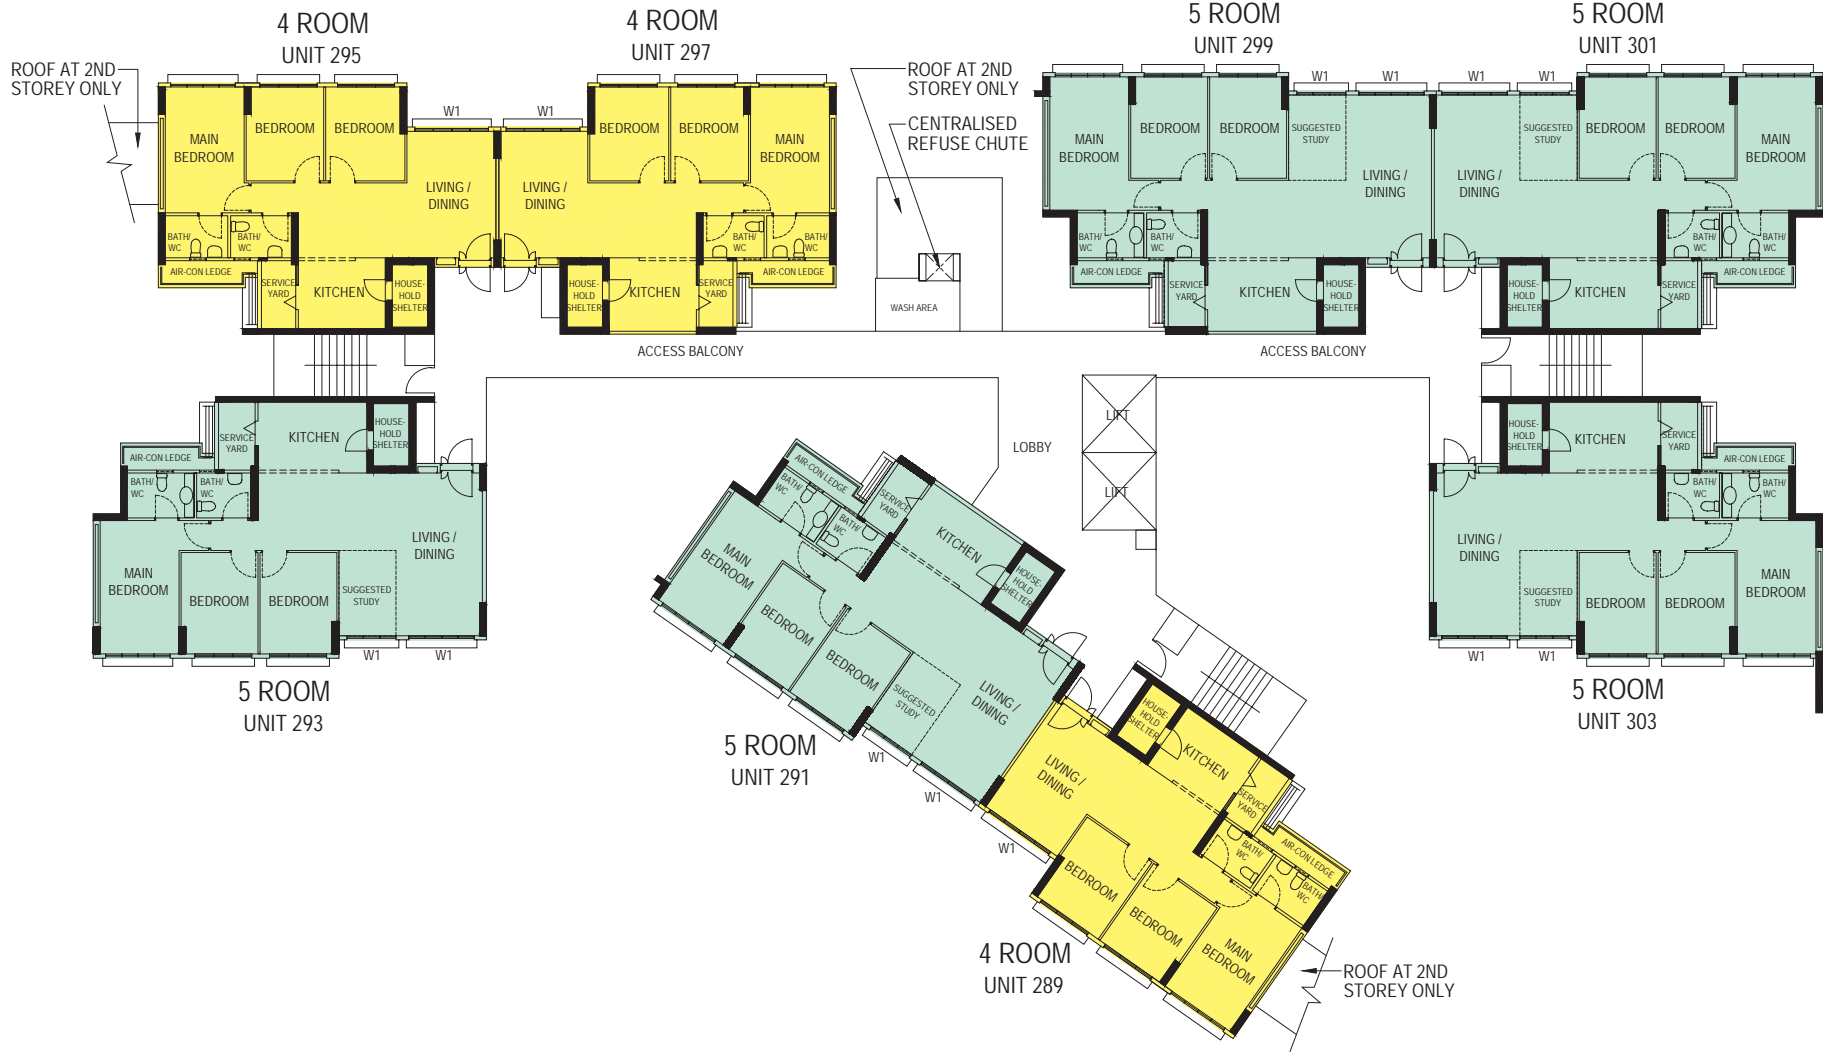 4 ROOM
UNIT 295
4 ROOM
UNIT 297
5 ROOM
UNIT 299
5 ROOM
UNIT 301
ROOF AT 2ND
STOREY ONLY
ROOF AT 2ND
STOREY ONLY
CENTRALISED
REFUSE CHUTE
MAIN
BEDROOM
BEDROOM
BEDROOM
W1
LIVING /
DINING
BATH/
WC
BATH/
WC
AIR-CON LEDGE
SERVICE
YARD
KITCHEN
HOUSE-
HOLD
SHELTER
W1
BEDROOM
BEDROOM
MAIN
BEDROOM
LIVING /
DINING
BATH/
WC
BATH/
WC
AIR-CON LEDGE
HOUSE-
HOLD
SHELTER
KITCHEN
SERVICE
YARD
WASH AREA
MAIN
BEDROOM
BEDROOM
BEDROOM
W1
W1
SUGGESTED
STUDY
LIVING /
DINING
BATH/
WC
BATH/
WC
AIR-CON LEDGE
SERVICE
YARD
KITCHEN
HOUSE-
HOLD
SHELTER
W1
W1
SUGGESTED
STUDY
BEDROOM
BEDROOM
MAIN
BEDROOM
LIVING /
DINING
BATH/
WC
BATH/
WC
AIR-CON LEDGE
HOUSE-
HOLD
SHELTER
KITCHEN
SERVICE
YARD
ACCESS BALCONY
ACCESS BALCONY
LIFT
LIFT
LOBBY
SERVICE
YARD
KITCHEN
HOUSE-
HOLD
SHELTER
AIR-CON LEDGE
BATH/
WC
BATH/
WC
LIVING /
DINING
MAIN
BEDROOM
BEDROOM
BEDROOM
SUGGESTED
STUDY
W1
W1
5 ROOM
UNIT 293
AIR-CON LEDGE
SERVICE
YARD
BATH/
WC
BATH/
WC
KITCHEN
HOUSE-
HOLD
SHELTER
MAIN
BEDROOM
BEDROOM
BEDROOM
SUGGESTED
STUDY
LIVING /
DINING
W1
W1
5 ROOM
UNIT 291
HOUSE-
HOLD
SHELTER
KITCHEN
SERVICE
YARD
AIR-CON LEDGE
LIVING /
DINING
BATH/
WC
BATH/
WC
W1
BEDROOM
BEDROOM
MAIN
BEDROOM
4 ROOM
UNIT 289
ROOF AT 2ND
STOREY ONLY
HOUSE-
HOLD
SHELTER
KITCHEN
SERVICE
YARD
AIR-CON LEDGE
BATH/
WC
BATH/
WC
LIVING /
DINING
SUGGESTED
STUDY
BEDROOM
BEDROOM
MAIN
BEDROOM
W1
W1
5 ROOM
UNIT 303